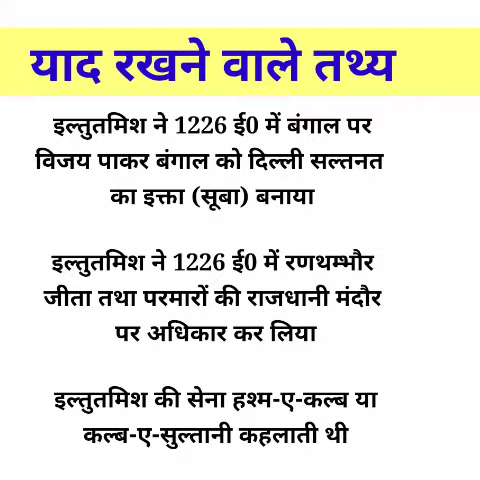 याद रखने वाले तथ्य
इल्तुतमिश ने 1226 ई0 में बंगाल पर
विजय पाकर बंगाल को दिल्ली सल्तनत
का इक्ता (सूबा) बनाया
इल्तुतमिश ने 1226 ई0 में रणथम्भौर
जीता तथा परमारों की राजधानी मंदौर
पर अधिकार कर लिया
इल्तुतमिश की सेना हश्म-ए-कल्ब या
कल्ब-ए-सुल्तानी कहलाती थी